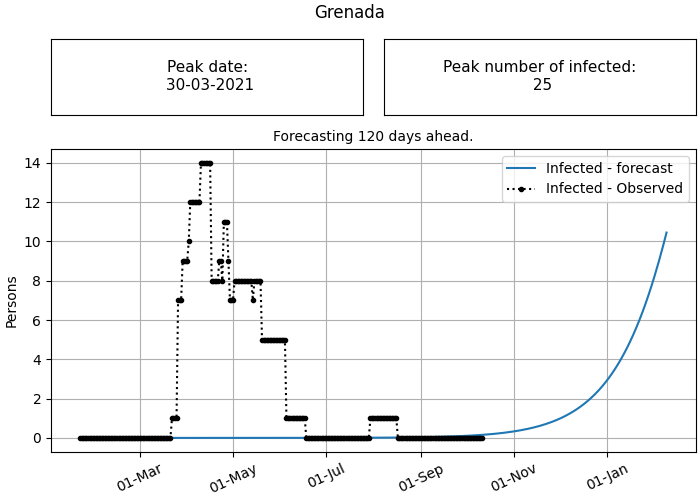 Grenada
Peak date:
30-03-2021
Peak number of infected:
25
Forecasting 120 days ahead.
Infected - forecast
Infected - Observed
Persons
14
12
10
8
6
4
2
0
01-Mar
01-May
01-Jul
01-Sep
01-Nov
01-Jan